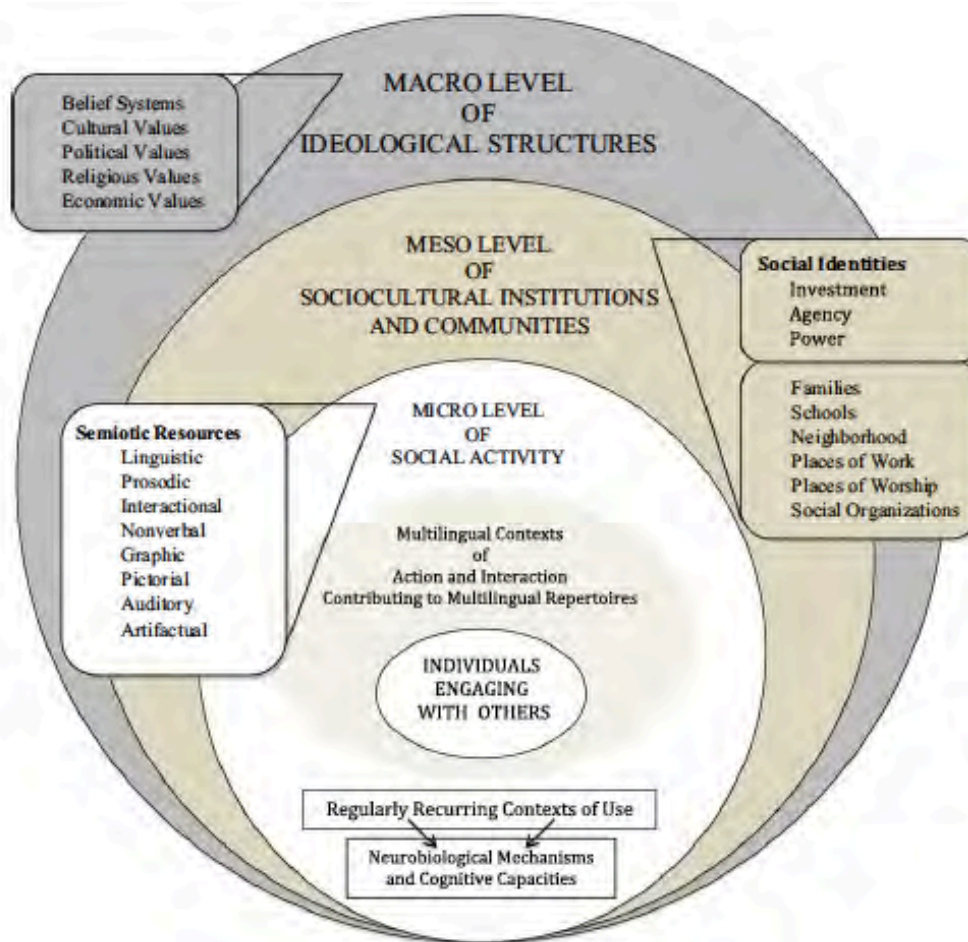 MACRO LEVEL
OF
IDEOLOGICAL STRUCTURES
Belief Systems
Cultural Values
Political Values
Religious Values
Economic Values
MESO LEVEL
OF
SOCIOCULTURAL INSTITUTIONS
AND COMMUNITIES
Social Identities
Investment
Agency
Power
Families
Schools
Neighborhood
Places of Work
Places of Worship
Social Organizations
MICRO LEVEL
OF
SOCIAL ACTIVITY
Semiotic Resources
Linguistic
Prosodic
Interactional
Nonverbal
Graphic
Pictorial
Auditory
Artifactual
Multilingual Contexts
of
Action and Interaction
Contributing to Multilingual Repertoires
INDIVIDUALS
ENGAGING
WITH OTHERS
Regularly Recurring Contexts of Use
Neurobiological Mechanisms
and Cognitive Capacities